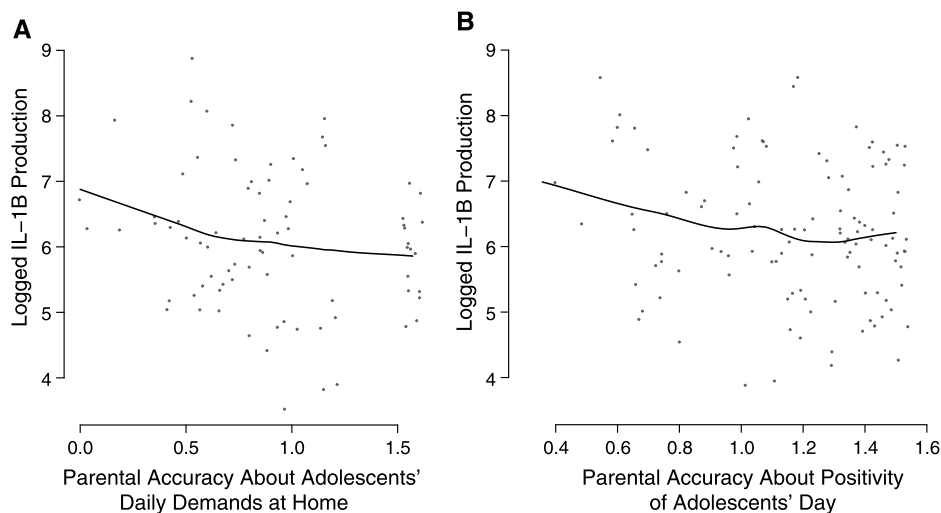 A
9
8
7
6
5
4
Logged IL–1B Production
0.0 0.5 1.0 1.5
Parental Accuracy About Adolescents’
Daily Demands at Home
B
9
8
7
6
5
4
Logged IL–1B Production
0.4 0.6 0.8 1.0 1.2 1.4 1.6
Parental Accuracy About Positivity
of Adolescents’ Day